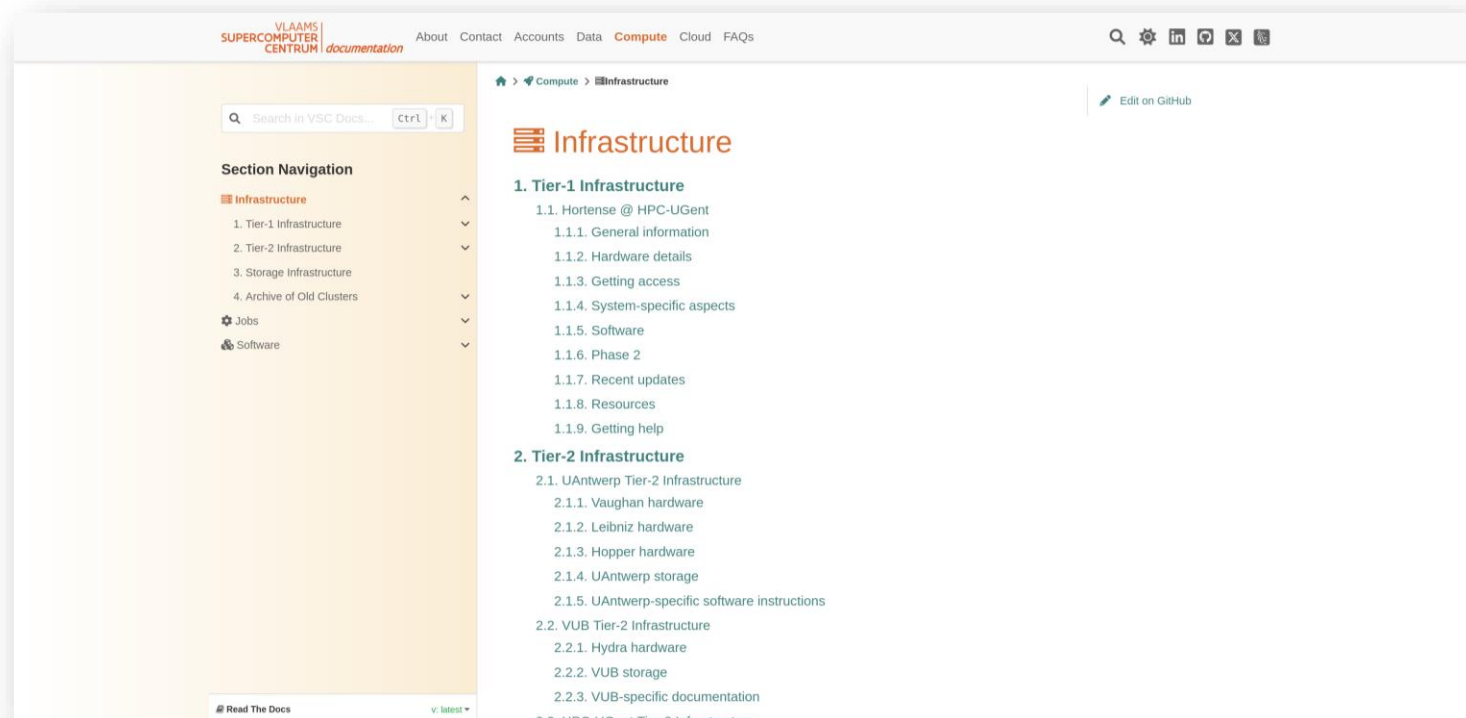 VLAAMS
SUPERCOMPUTER
CENTRUM documentation
About Contact Accounts Data Compute Cloud FAQs
Search in VSC Docs... Ctrl + K
Section Navigation
Infrastructure
1. Tier-1 Infrastructure
2. Tier-2 Infrastructure
3. Storage Infrastructure
4. Archive of Old Clusters
Jobs
Software
Read The Docs v: latest
Compute Infrastructure
Edit on GitHub
Infrastructure
1. Tier-1 Infrastructure
1.1. Hortense @ HPC-UGent
1.1.1. General information
1.1.2. Hardware details
1.1.3. Getting access
1.1.4. System-specific aspects
1.1.5. Software
1.1.6. Phase 2
1.1.7. Recent updates
1.1.8. Resources
1.1.9. Getting help
2. Tier-2 Infrastructure
2.1. UAntwerp Tier-2 Infrastructure
2.1.1. Vaughan hardware
2.1.2. Leibniz hardware
2.1.3. Hopper hardware
2.1.4. UAntwerp storage
2.1.5. UAntwerp-specific software instructions
2.2. VUB Tier-2 Infrastructure
2.2.1. Hydra hardware
2.2.2. VUB storage
2.2.3. VUB-specific documentation